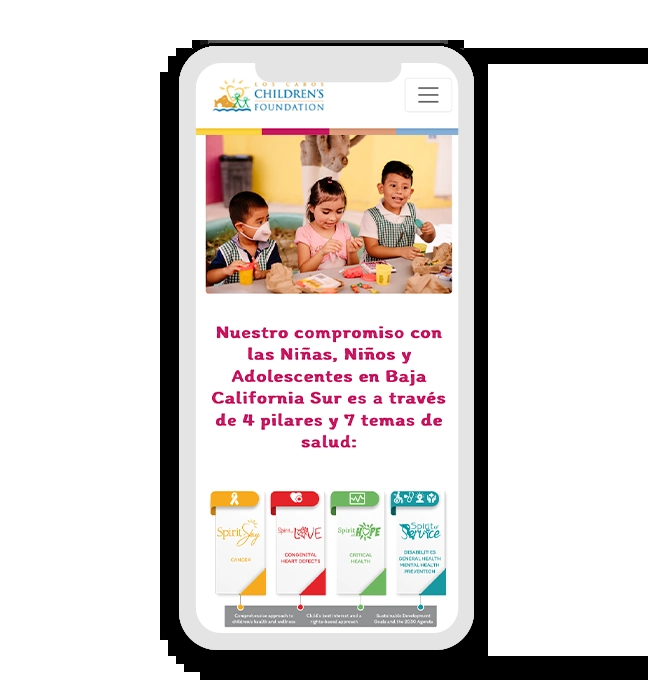 LOS CABOS
CHILDREN'S
FOUNDATION
Nuestro compromiso con
las Niñas, Niños y
Adolescentes en Baja
California Sur es a través
de 4 pilares y 7 temas de
salud:
Spirit of Joy
CANCER
Spirit of LOVE
CONGENITAL
HEART DEFECTS
Spirit of HOPE
CRITICAL
HEALTH
Spirit of
Service
DISABILITIES
GENERAL HEALTH
MENTAL HEALTH
PREVENTION
Comprehensive approach to
children's health and wellness
Child's best interest and a
rights-based approach
Sustainable Development
Goals and the 2030 Agenda